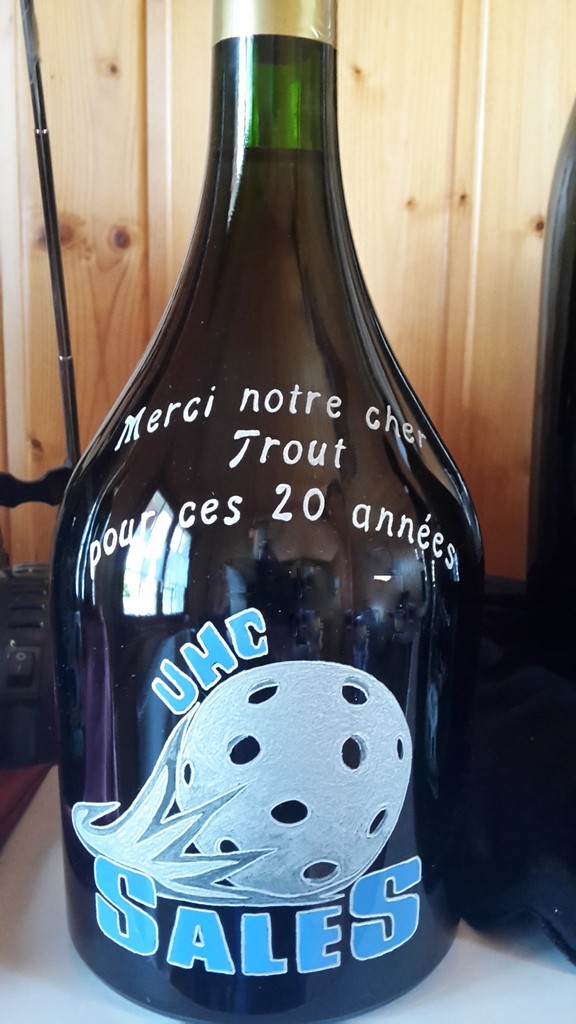 Merci notre cher
Trout
pour ces 20 années
UHC
SALES